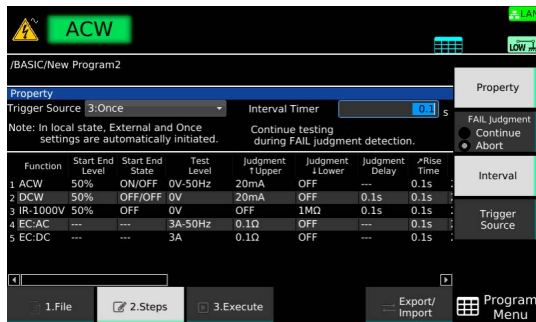 LAN
ACW
LOW
/BASIC/New Program2
Property
Property
Trigger Source 3:Once Interval Timer 0.1 s
FAIL Judgment
Continue
Abort
Note: In local state, External and Once
settings are automatically initiated.
Continue testing
during FAIL judgment detection.
Interval
Trigger
Source
Function Start End Level Start End State Test Level Judgment ↑Upper Judgment ↓Lower Judgment Delay ↗Rise Time
1 ACW 50% ON/OFF 0V-50Hz 20mA OFF --- 0.1s
2 DCW 50% OFF/OFF 0V 20mA OFF 0.1s 0.1s
3 IR-1000V 50% OFF 0V OFF 1MΩ 0.1s 0.1s
4 EC:AC --- --- 3A-50Hz 0.1Ω OFF --- 0.1s
5 EC:DC --- --- 3A 0.1Ω OFF --- 0.1s
1.File
2.Steps
3.Execute
Export/
Import
Program
Menu